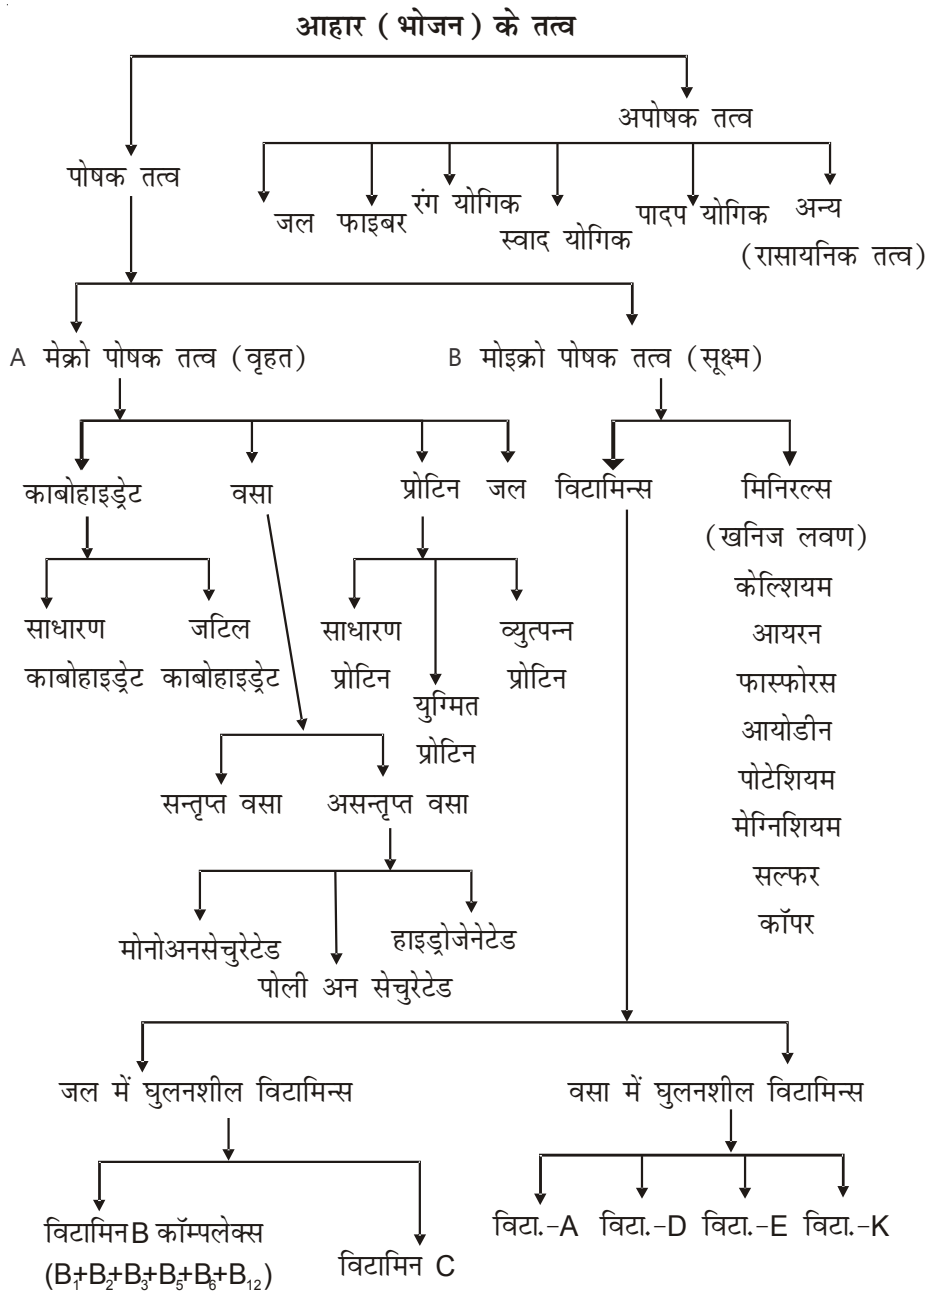 आहार (भोजन) के तत्व
अपोषक तत्व
पोषक तत्व
जल फाइबर रंग योगिक स्वाद योगिक पादप योगिक अन्य
(रासायनिक तत्व)
A मेक्रो पोषक तत्व (वृहत) B मोइक्रो पोषक तत्व (सूक्ष्म)
काबोहाइड्रेट वसा प्रोटिन जल विटामिन्स मिनिरल्स
(खनिज लवण)
केल्शियम
आयरन
फास्फोरस
आयोडीन
पोटेशियम
मेग्निशियम
सल्फर
कॉपर
साधारण जटिल साधारण व्युत्पन्न
काबोहाइड्रेट काबोहाइड्रेट प्रोटिन प्रोटिन
युग्मित
प्रोटिन
सन्तृप्त वसा असन्तृप्त वसा
मोनोअनसेचुरेटेड हाइड्रोजेनेटेड
पोली अन सेचुरेटेड
जल में घुलनशील विटामिन्स वसा में घुलनशील विटामिन्स
विटामिन B कॉम्पलेक्स
(B₁+B₂+B₃+B₅+B₆+B₁₂)
विटामिन C
विटा.-A विटा.-D विटा.-E विटा.-K